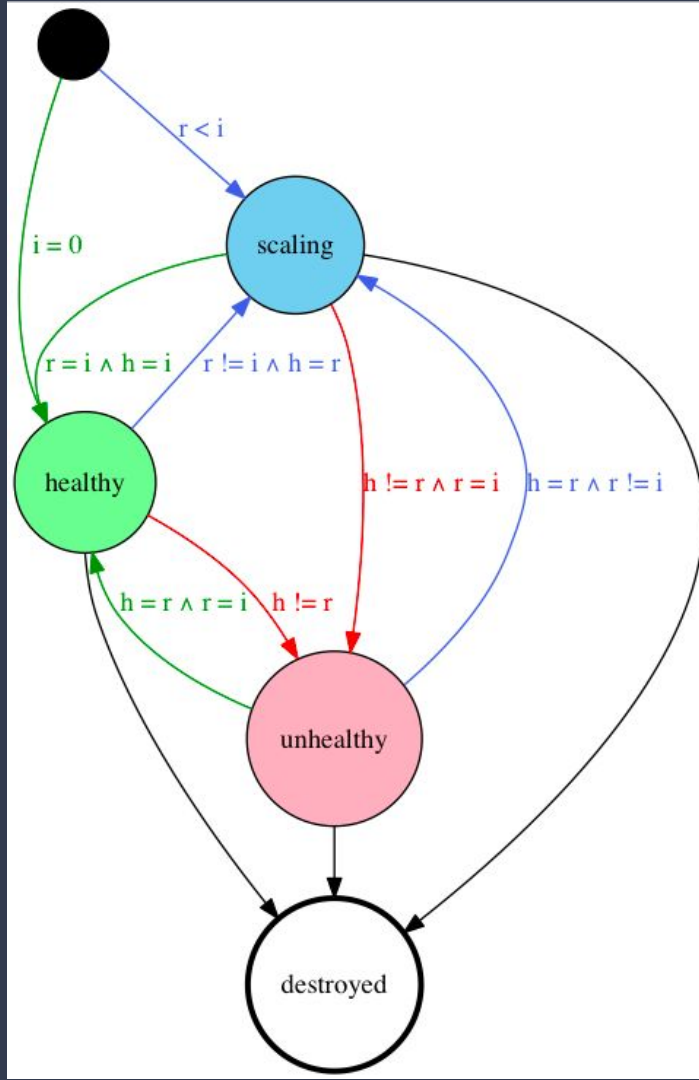 r < i
scaling
i = 0
r = i ∧ h = i
r != i ∧ h = r
healthy
h != r ∧ r = i
h = r ∧ r != i
h = r ∧ r = i
h != r
unhealthy
destroyed